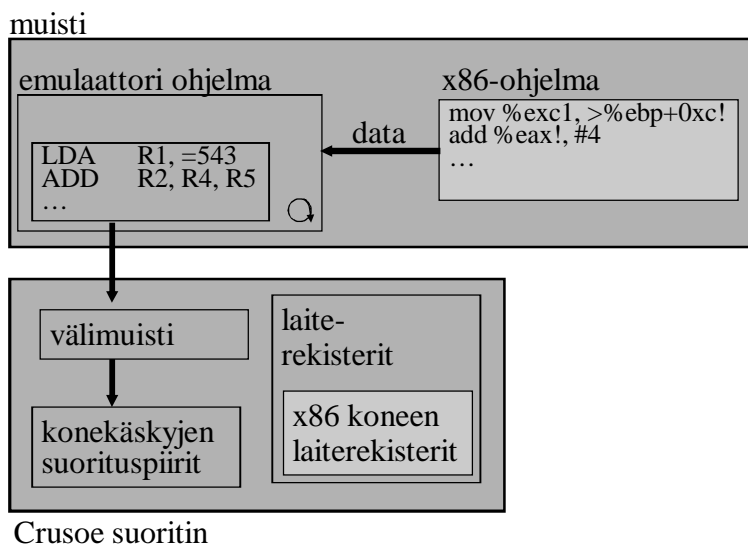 muisti
emulaattori ohjelma
x86-ohjelma
mov %exc1, >%ebp+0xc!
add %eax!, #4
…
data
LDA R1, =543
ADD R2, R4, R5
…
välimuisti
konekäskyjen
suorituspiirit
laite-
rekisterit
x86 koneen
laiterekisterit
Crusoe suoritin